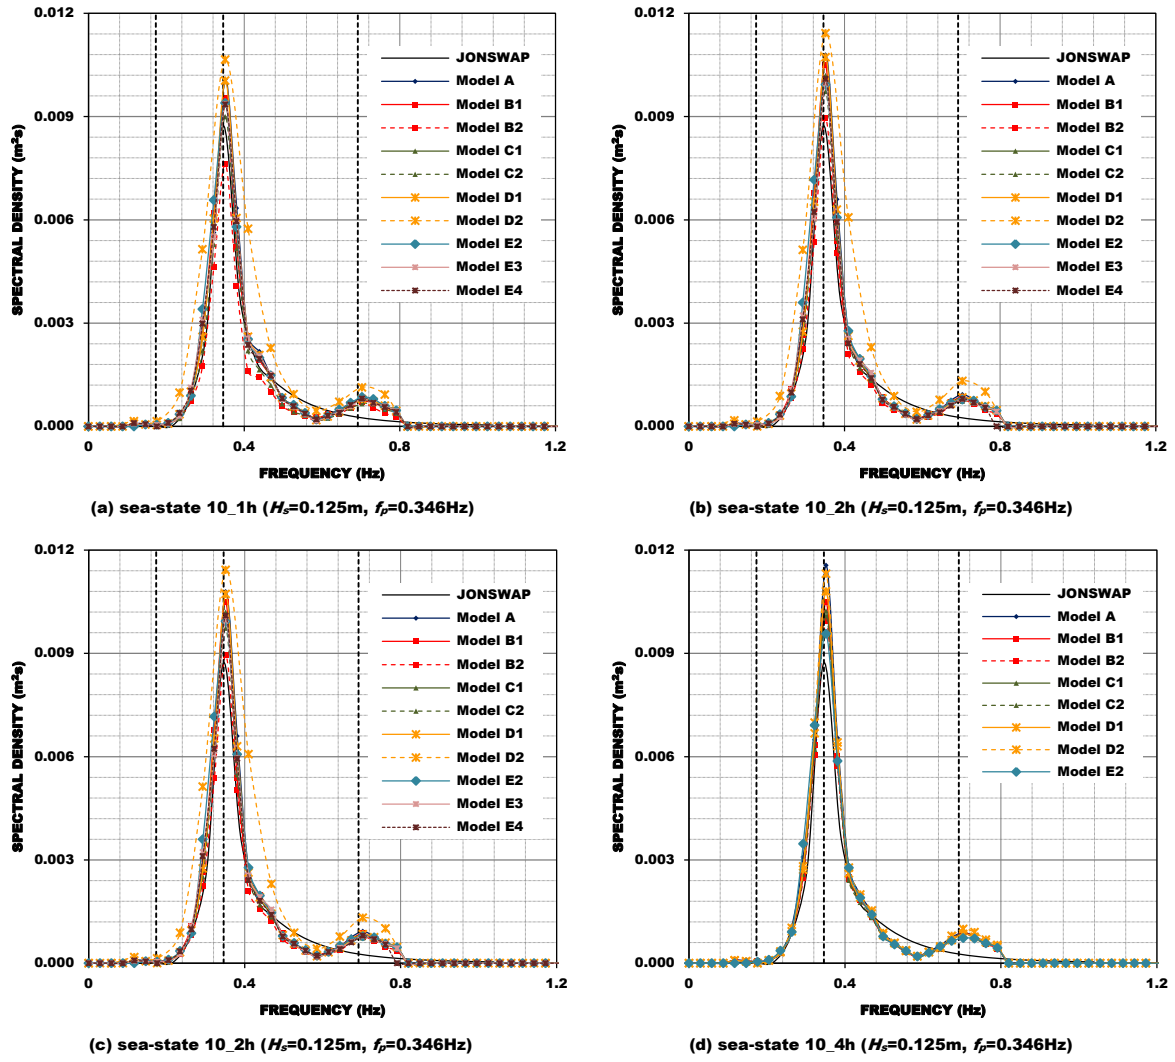 0.012
0.009
0.006
0.003
0.000
SPECTRAL DENSITY (m²s)
0
0.4
0.8
1.2
FREQUENCY (Hz)
JONSWAP
Model A
Model B1
Model B2
Model C1
Model C2
Model D1
Model D2
Model E2
Model E3
Model E4
(a) sea-state 10_1h (Hs=0.125m, fp=0.346Hz)
0.012
0.009
0.006
0.003
0.000
SPECTRAL DENSITY (m²s)
0
0.4
0.8
1.2
FREQUENCY (Hz)
JONSWAP
Model A
Model B1
Model B2
Model C1
Model C2
Model D1
Model D2
Model E2
Model E3
Model E4
(b) sea-state 10_2h (Hs=0.125m, fp=0.346Hz)
0.012
0.009
0.006
0.003
0.000
SPECTRAL DENSITY (m²s)
0
0.4
0.8
1.2
FREQUENCY (Hz)
JONSWAP
Model A
Model B1
Model B2
Model C1
Model C2
Model D1
Model D2
Model E2
Model E3
Model E4
(c) sea-state 10_2h (Hs=0.125m, fp=0.346Hz)
0.012
0.009
0.006
0.003
0.000
SPECTRAL DENSITY (m²s)
0
0.4
0.8
1.2
FREQUENCY (Hz)
JONSWAP
Model A
Model B1
Model B2
Model C1
Model C2
Model D1
Model D2
Model E2
(d) sea-state 10_4h (Hs=0.125m, fp=0.346Hz)